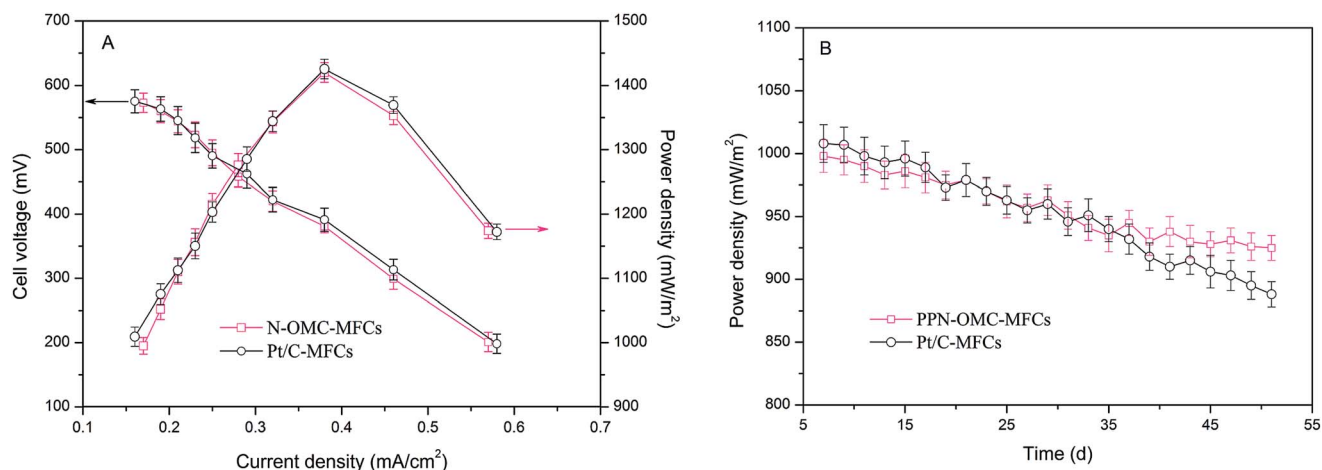 A
700
600
500
400
300
200
100
Cell voltage (mV)
1500
1400
1300
1200
1100
1000
900
Power density (mW/m²)
N-OMC-MFCs
Pt/C-MFCs
0.1 0.2 0.3 0.4 0.5 0.6 0.7
Current density (mA/cm²)
B
1100
1000
950
900
850
800
Power density (mW/m²)
PPN-OMC-MFCs
Pt/C-MFCs
5 15 25 35 45 55
Time (d)